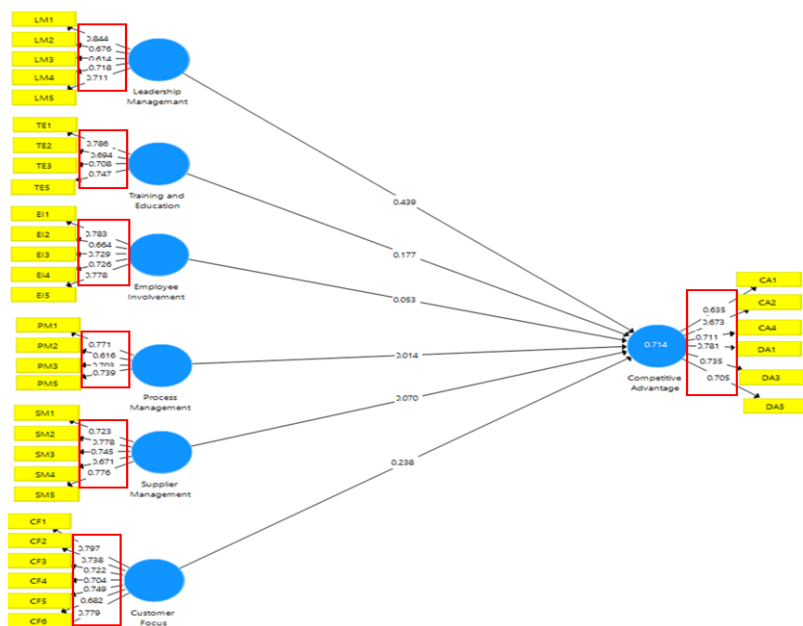 LM1
LM2
LM3
LM4
LM5
0.844
0.676
0.614
0.718
0.711
Leadership
Managemant
TE1
TE2
TE3
TE5
0.786
0.694
0.708
0.747
Training and
Education
EI1
EI2
EI3
EI4
EI5
0.783
0.664
0.729
0.726
0.778
Employee
Involvement
PM1
PM2
PM3
PM5
0.771
0.616
0.703
0.739
Process
Management
SM1
SM2
SM3
SM4
SM5
0.723
0.778
0.745
0.671
0.776
Supplier
Management
CF1
CF2
CF3
CF4
CF5
CF6
0.797
0.738
0.722
0.704
0.749
0.682
0.779
Customer
Focus
0.439
0.177
0.053
0.014
0.070
0.238
0.714
Competitive
Advantage
0.635
0.673
0.711
0.781
0.735
0.705
CA1
CA2
CA4
DA1
DA3
DA5